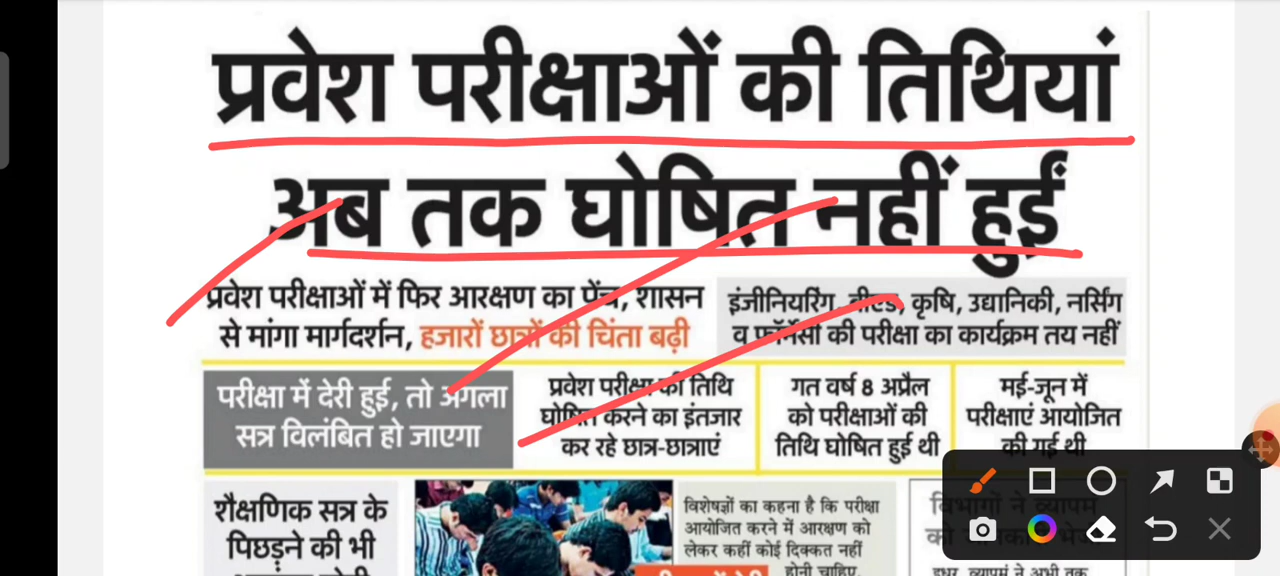 प्रवेश परीक्षाओं की तिथियां
अब तक घोषित नहीं हुईं
प्रवेश परीक्षाओं में फिर आरक्षण का पेंच, शासन
से मांगा मार्गदर्शन, हजारों छात्रों की चिंता बढ़ी
इंजीनियरिंग, बीएड, कृषि, उद्यानिकी, नर्सिंग
व फॉर्मेसी की परीक्षा का कार्यक्रम तय नहीं
परीक्षा में देरी हुई, तो अगला
सत्र विलंबित हो जाएगा
प्रवेश परीक्षा की तिथि
घोषित करने का इंतजार
कर रहे छात्र-छात्राएं
गत वर्ष 8 अप्रैल
को परीक्षाओं की
तिथि घोषित हुई थी
मई-जून में
परीक्षाएं आयोजित
की गई थी
शैक्षणिक सत्र के
पिछड़ने की भी
विशेषज्ञों का कहना है कि परीक्षा
आयोजित करने में आरक्षण को
लेकर कहीं कोई दिक्कत नहीं
होनी चाहिए.
विभागों ने व्यापमं
को